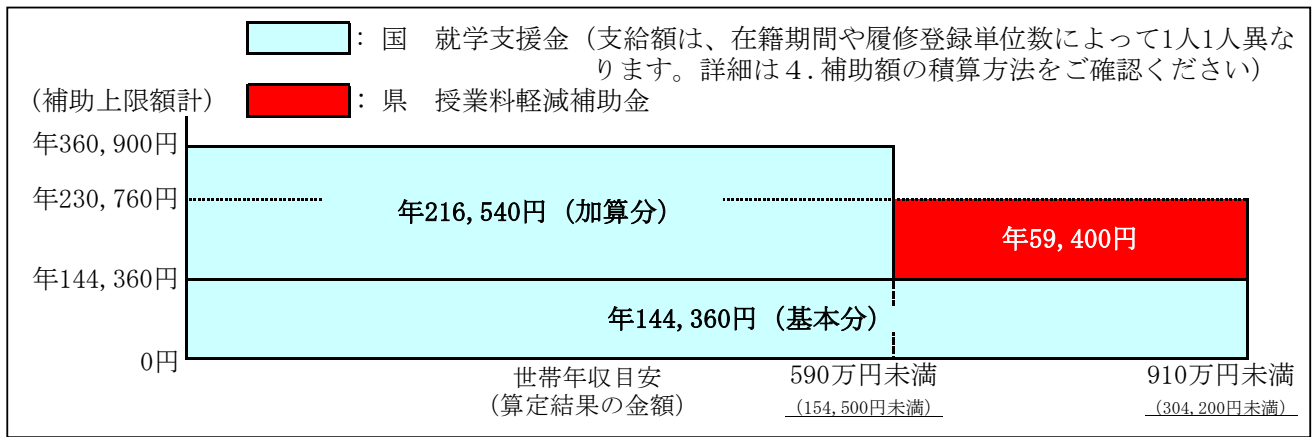 ：国　就学支援金（支給額は、在籍期間や履修登録単位数によって1人1人異な
ります。詳細は４.補助額の積算方法をご確認ください）
（補助上限額計）
：県　授業料軽減補助金
年360,900円
年230,760円
年216,540円（加算分）
年59,400円
年144,360円
年144,360円（基本分）
0円
世帯年収目安
（算定結果の金額）
590万円未満
（154,500円未満）
910万円未満
（304,200円未満）